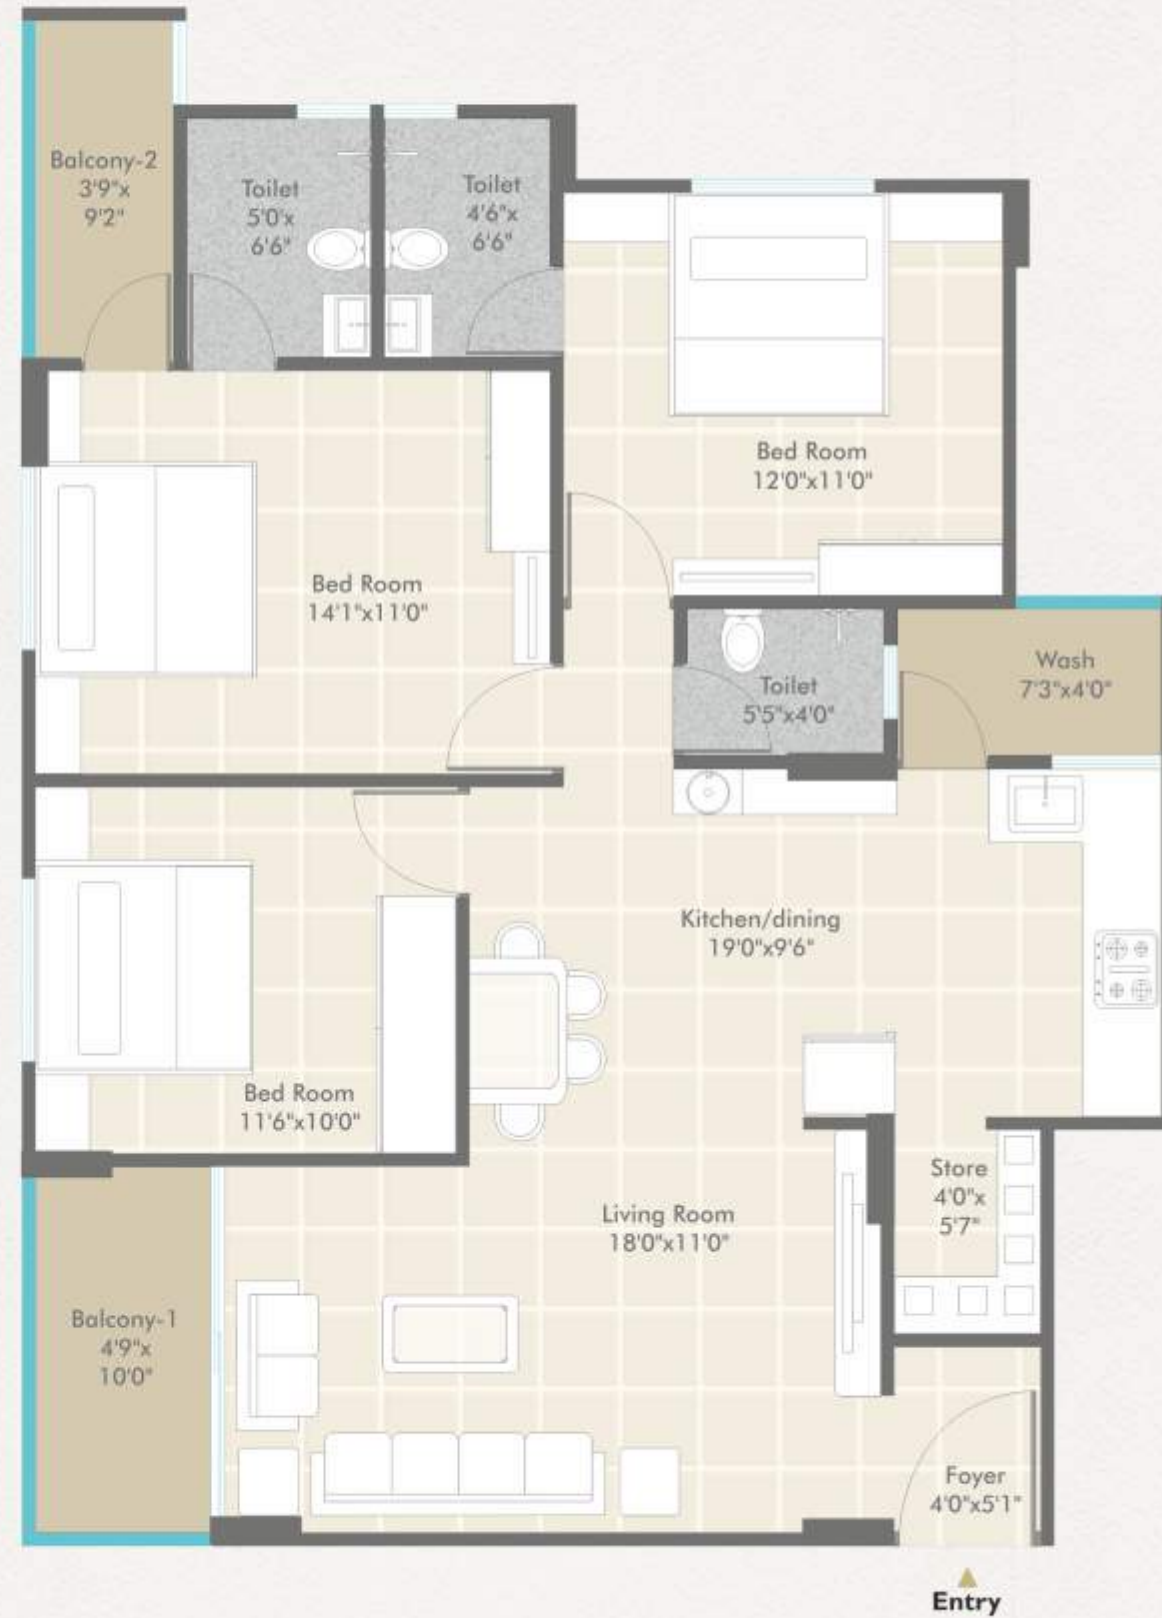 Balcony-2
3'9"x
9'2"
Toilet
5'0'x
6'6"
Toilet
4'6"x
6'6"
Bed Room
12'0"x11'0"
Bed Room
14'1"x11'0"
Toilet
5'5"x4'0"
Wash
7'3"x4'0"
Kitchen/dining
19'0"x9'6"
Bed Room
11'6"x10'0"
Store
4'0"x
5'7"
Living Room
18'0"x11'0"
Balcony-1
4'9"x
10'0"
Foyer
4'0"x5'1"
Entry